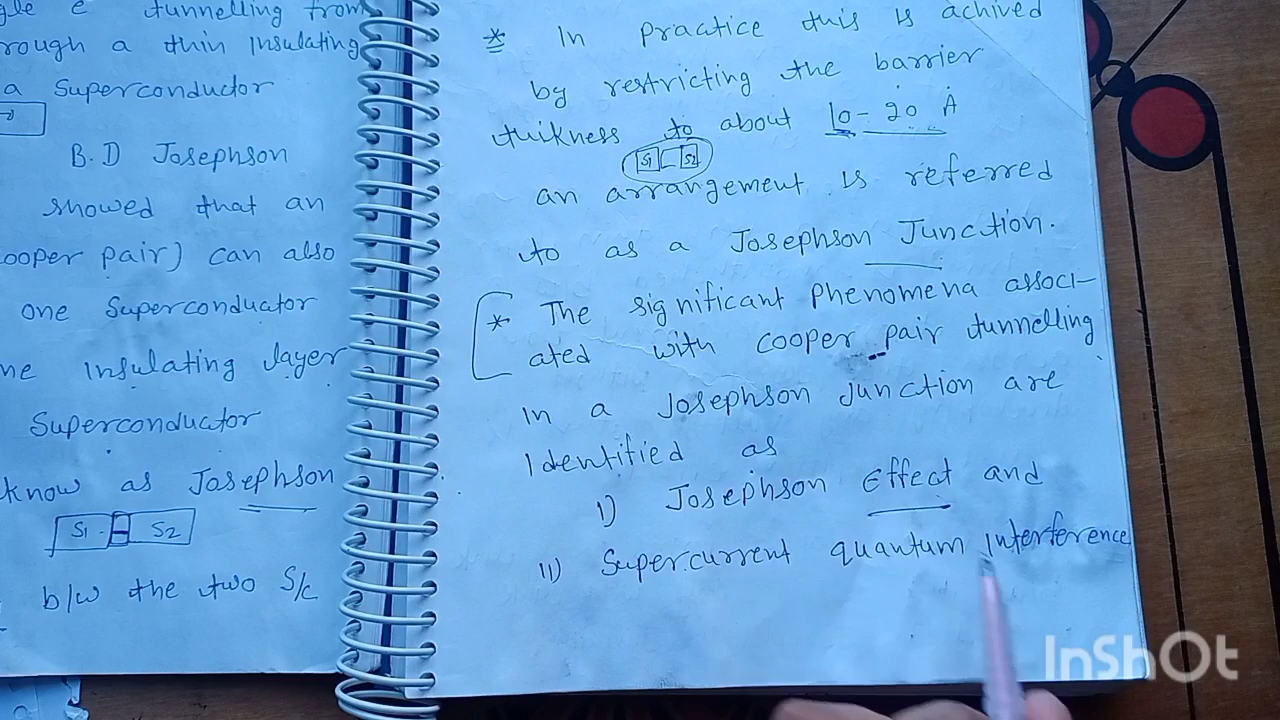 gle e tunnelling from
rough a thin insulating
a Superconductor
B.D Josephson
showed that an
ooper pair) can also
one Superconductor
ne insulating layer
Superconductor
know as Josephson
S1 S2
b/w the two S/c
* In practice this is achived
by restricting the barrier
tuikness to about 10-20 Å
S1 S2
an arrangement is referred
to as a Josephson Junction.
* The significant phenomena associ-
ated with cooper pair tunnelling
in a Josephson Junction are
identified as
i) Josephson Effect and
ii) Supercurrent quantum interference
InShOt